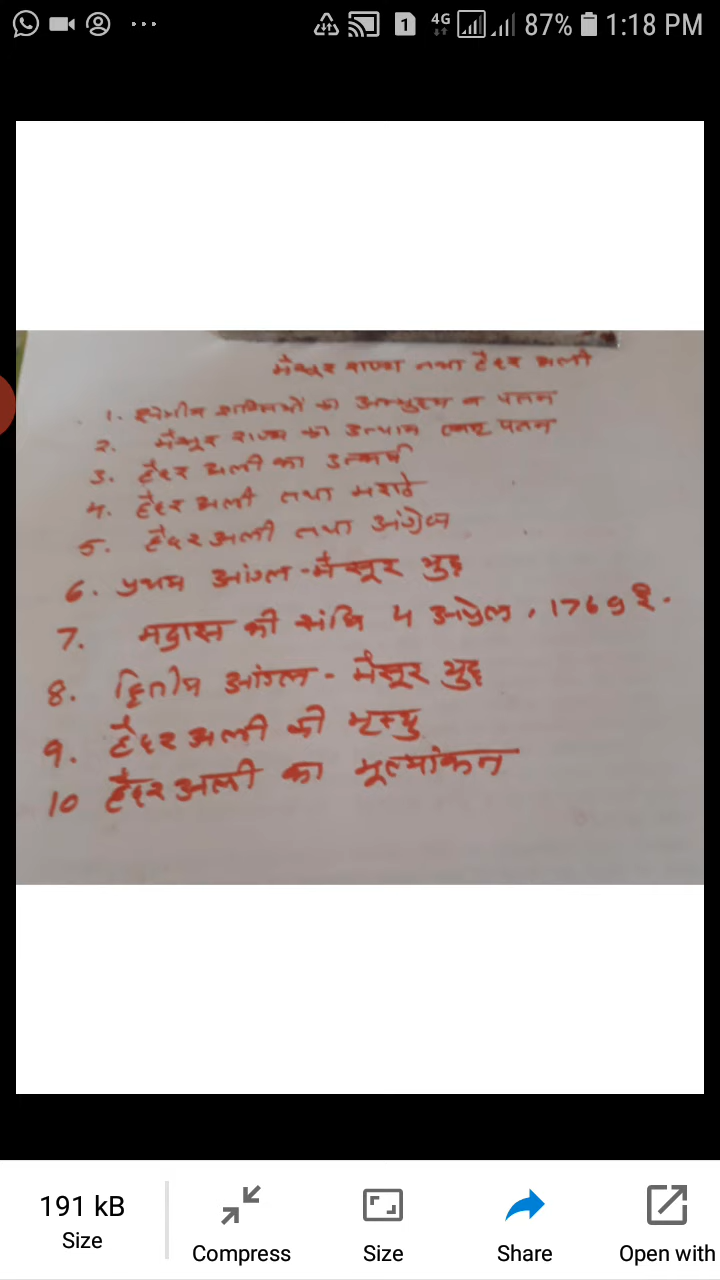 4G 87% 1:18 PM
मैसूर राज्य तथा हैदर अली
1. शक्तियों का अभ्युदय व पतन
2. मैसूर राज्य का उत्थान एवं पतन
3. हैदर अली का उत्कर्ष
4. हैदर अली तथा मराठे
5. हैदर अली तथा अंग्रेज
6. प्रथम आंग्ल-मैसूर युद्ध
7. मद्रास की संधि 4 अप्रैल, 1769 ई.
8. द्वितीय आंग्ल - मैसूर युद्ध
9. हैदर अली की मृत्यु
10 हैदर अली का मूल्यांकन
191 kB
Size
Compress
Size
Share
Open with